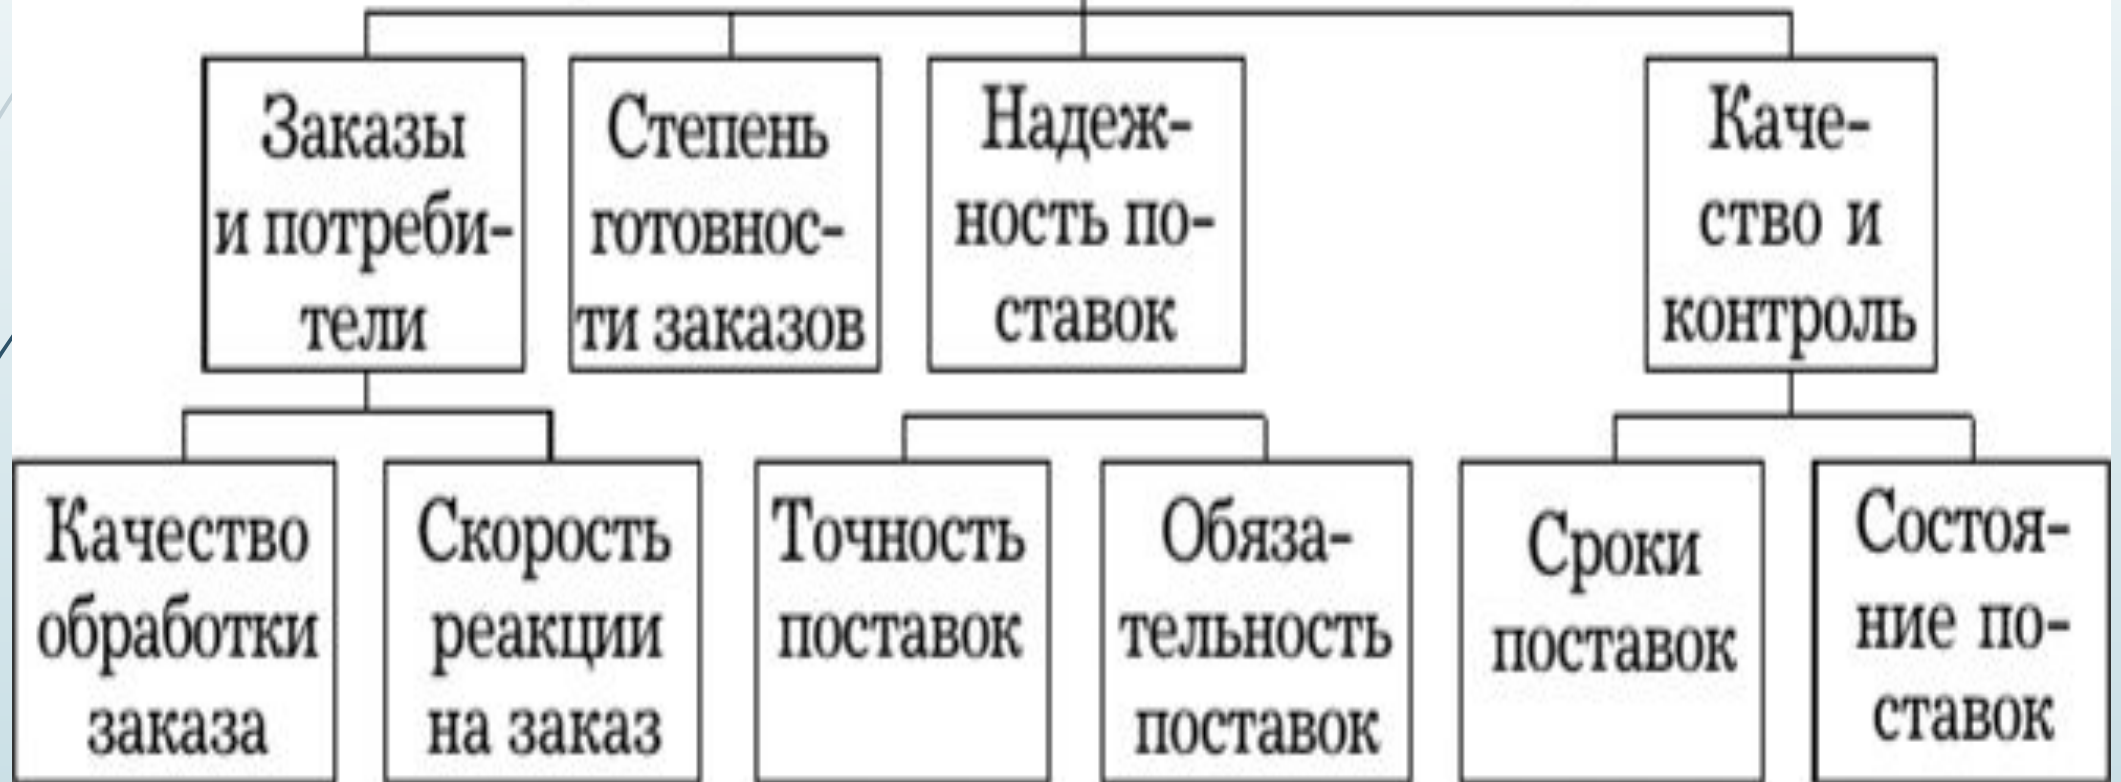 Заказы
и потреби-
тели
Степень
готовнос-
ти заказов
Надеж-
ность по-
ставок
Каче-
ство и
контроль
Качество
обработки
заказа
Скорость
реакции
на заказ
Точность
поставок
Обяза-
тельность
поставок
Сроки
поставок
Состоя-
ние по-
ставок